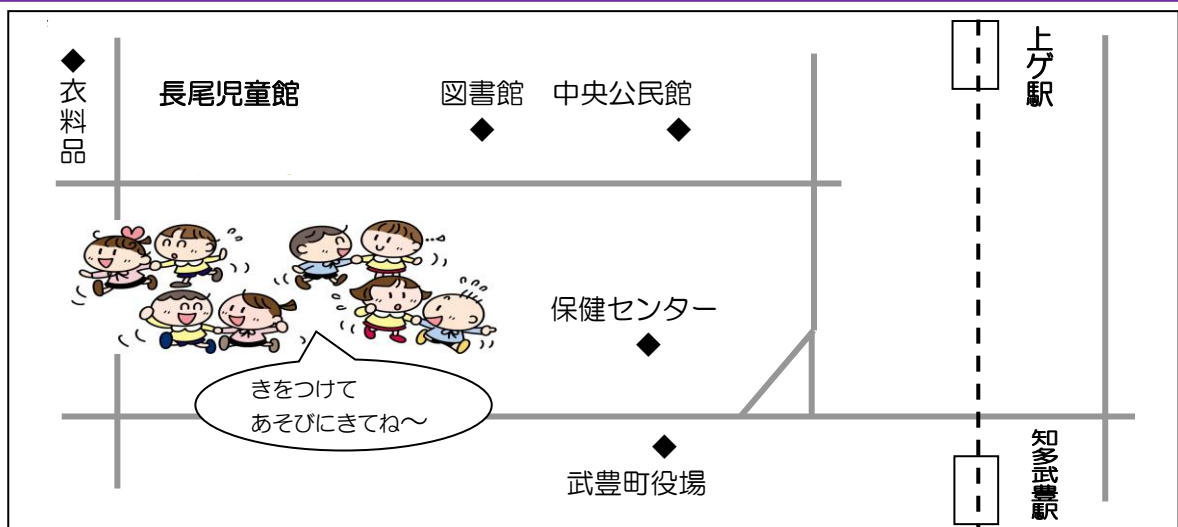 上ゲ駅
◆衣料品
長尾児童館
図書館
中央公民館
◆
◆
保健センター
◆
きをつけて
あそびにきてね～
◆
武豊町役場
知多武豊駅